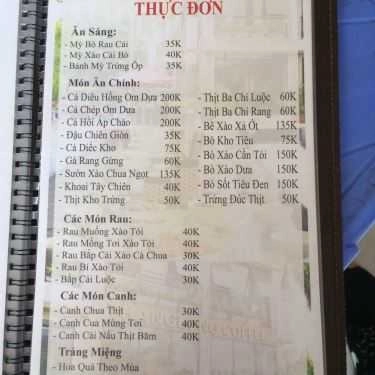 THỰC ĐƠN
Ăn Sáng:
- Mỳ Bò Rau Cải 35K
- Mỳ Xào Cải Bò 40K
- Bánh Mỳ Trứng Ốp 35K
Món Ăn Chính:
- Cá Diêu Hồng Om Dưa 200K
- Cá Chép Om Dưa 200K
- Cá Hồi Áp Chảo 200K
- Đậu Chiên Giòn 35K
- Cá Diếc Kho 75K
- Gà Rang Gừng 60K
- Sườn Xào Chua Ngọt 135K
- Khoai Tây Chiên 40K
- Thịt Kho Trứng 50K
- Thịt Ba Chỉ Luộc 60K
- Thịt Ba Chỉ Rang 60K
- Bê Xào Xả Ớt 135K
- Bò Kho Tiêu 75K
- Bò Xào Cần Tỏi 150K
- Bò Xào Dưa 150K
- Bò Sốt Tiêu Đen 150K
- Trứng Đúc Thịt 50K
Các Món Rau:
- Rau Muống Xào Tỏi 40K
- Rau Mồng Tơi Xào Tỏi 40K
- Rau Bắp Cải Xào Cà Chua 30K
- Rau Bí Xào Tỏi 40K
- Bắp Cải Luộc 30K
Các Món Canh:
- Canh Chua Thịt 30K
- Canh Cua Mùng Tơi 40K
- Canh Cải Nấu Thịt Băm 40K
Tráng Miệng
- Hoa Quả Theo Mùa